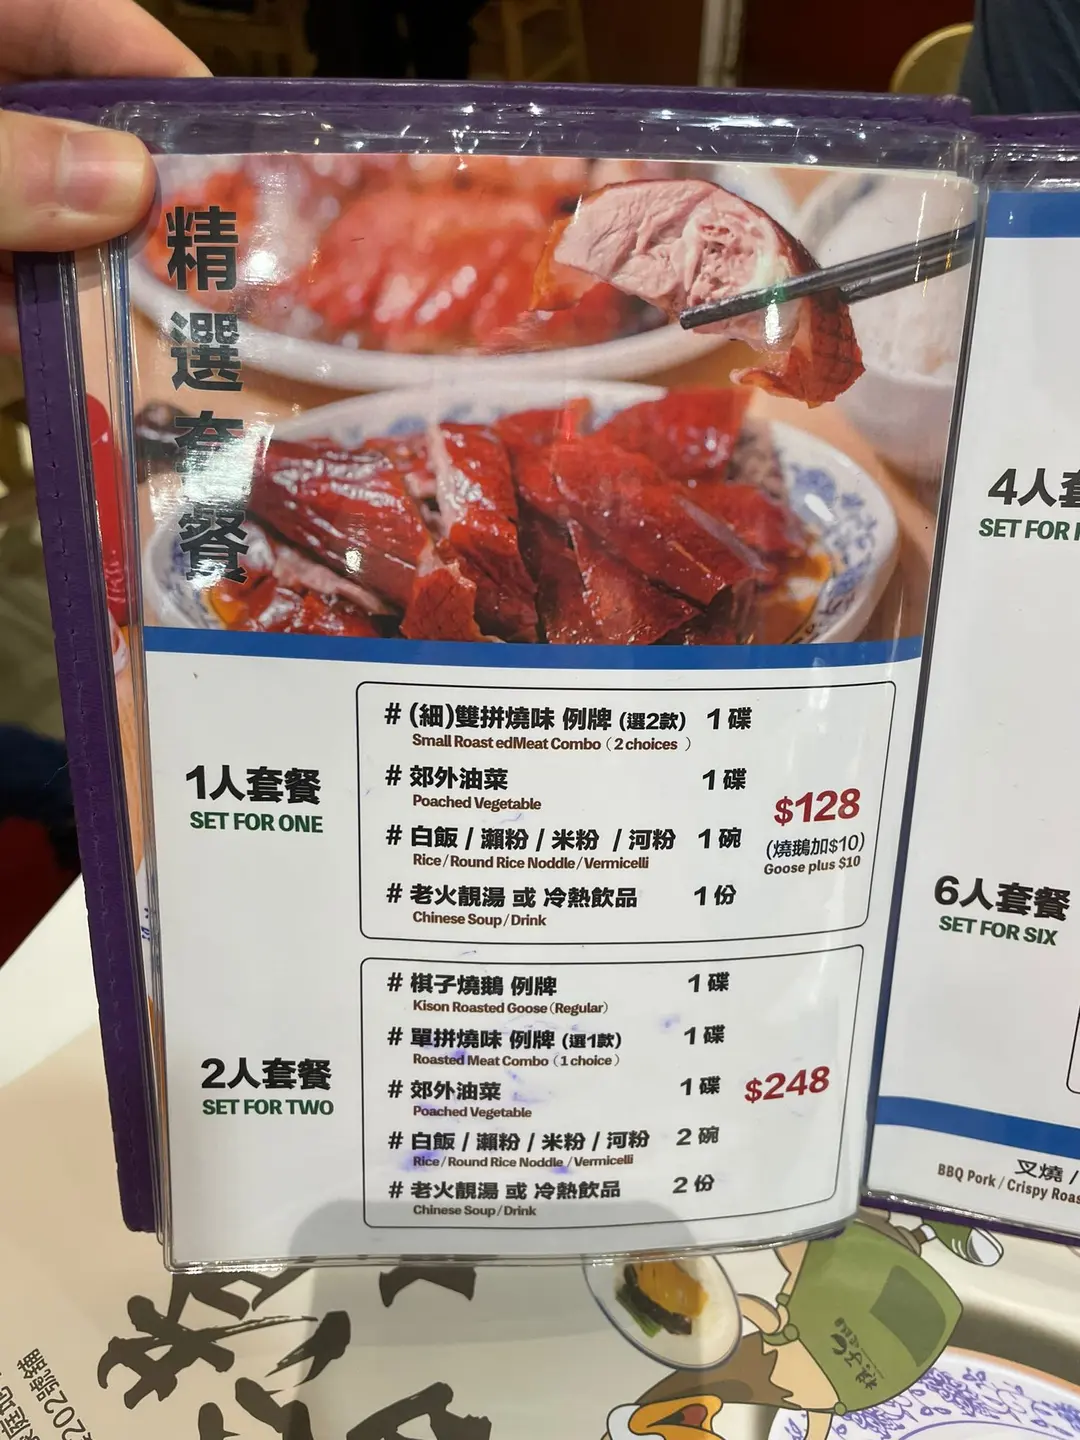 精選套餐
1人套餐
SET FOR ONE
# (細)雙拼燒味 例牌 (選2款) 1碟
Small Roast edMeat Combo (2 choices )
# 郊外油菜 1碟
Poached Vegetable
# 白飯 / 瀨粉 / 米粉 / 河粉 1碗
Rice/Round Rice Noddle/Vermicelli
# 老火靚湯 或 冷熱飲品 1份
Chinese Soup/Drink
$128
(燒鵝加$10)
Goose plus $10
2人套餐
SET FOR TWO
# 棋子燒鵝 例牌 1碟
Kison Roasted Goose (Regular)
# 單拼燒味 例牌 (選1款) 1碟
Roasted Meat Combo (1 choice )
# 郊外油菜 1碟
Poached Vegetable
# 白飯 / 瀨粉 / 米粉 / 河粉 2碗
Rice/Round Rice Noddle/Vermicelli
# 老火靚湯 或 冷熱飲品 2份
Chinese Soup/Drink
$248
4人套
SET FOR
6人套餐
SET FOR SIX
叉燒 /
BBQ Pork / Crispy Roas
202號鋪